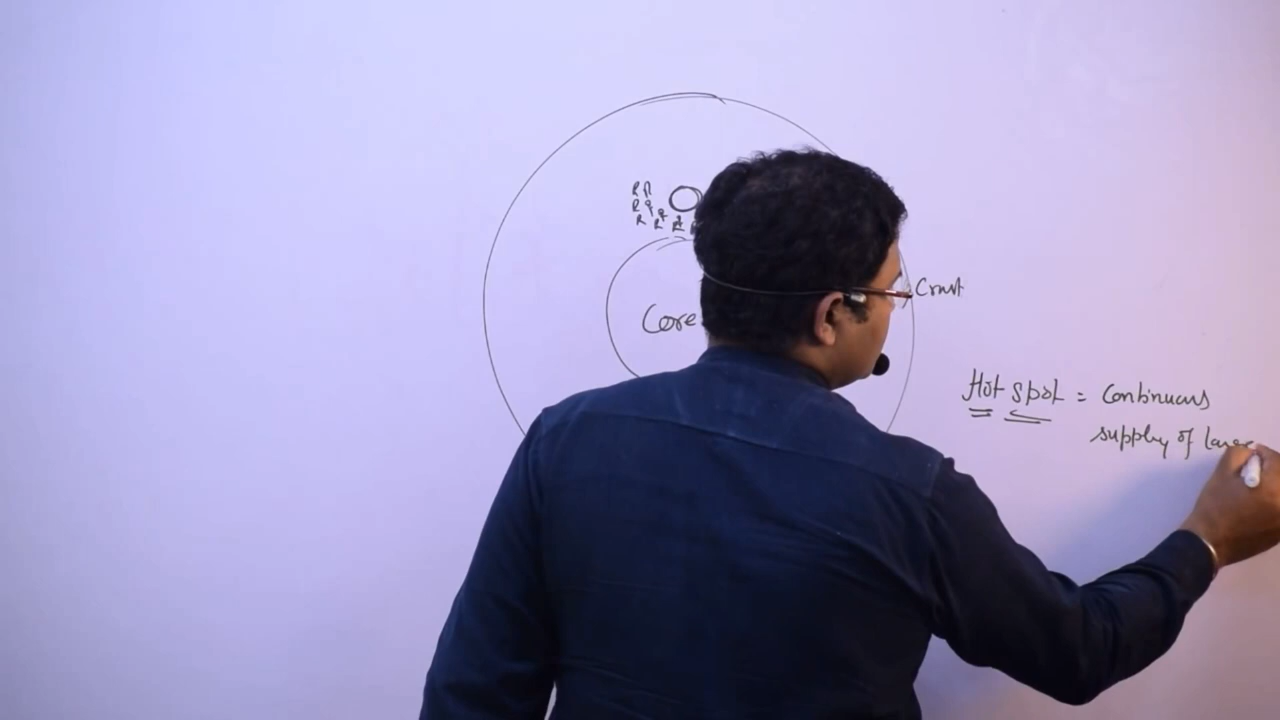 R R
R R
R R R R
Core
Crust
Hot spot = Continuous
supply of